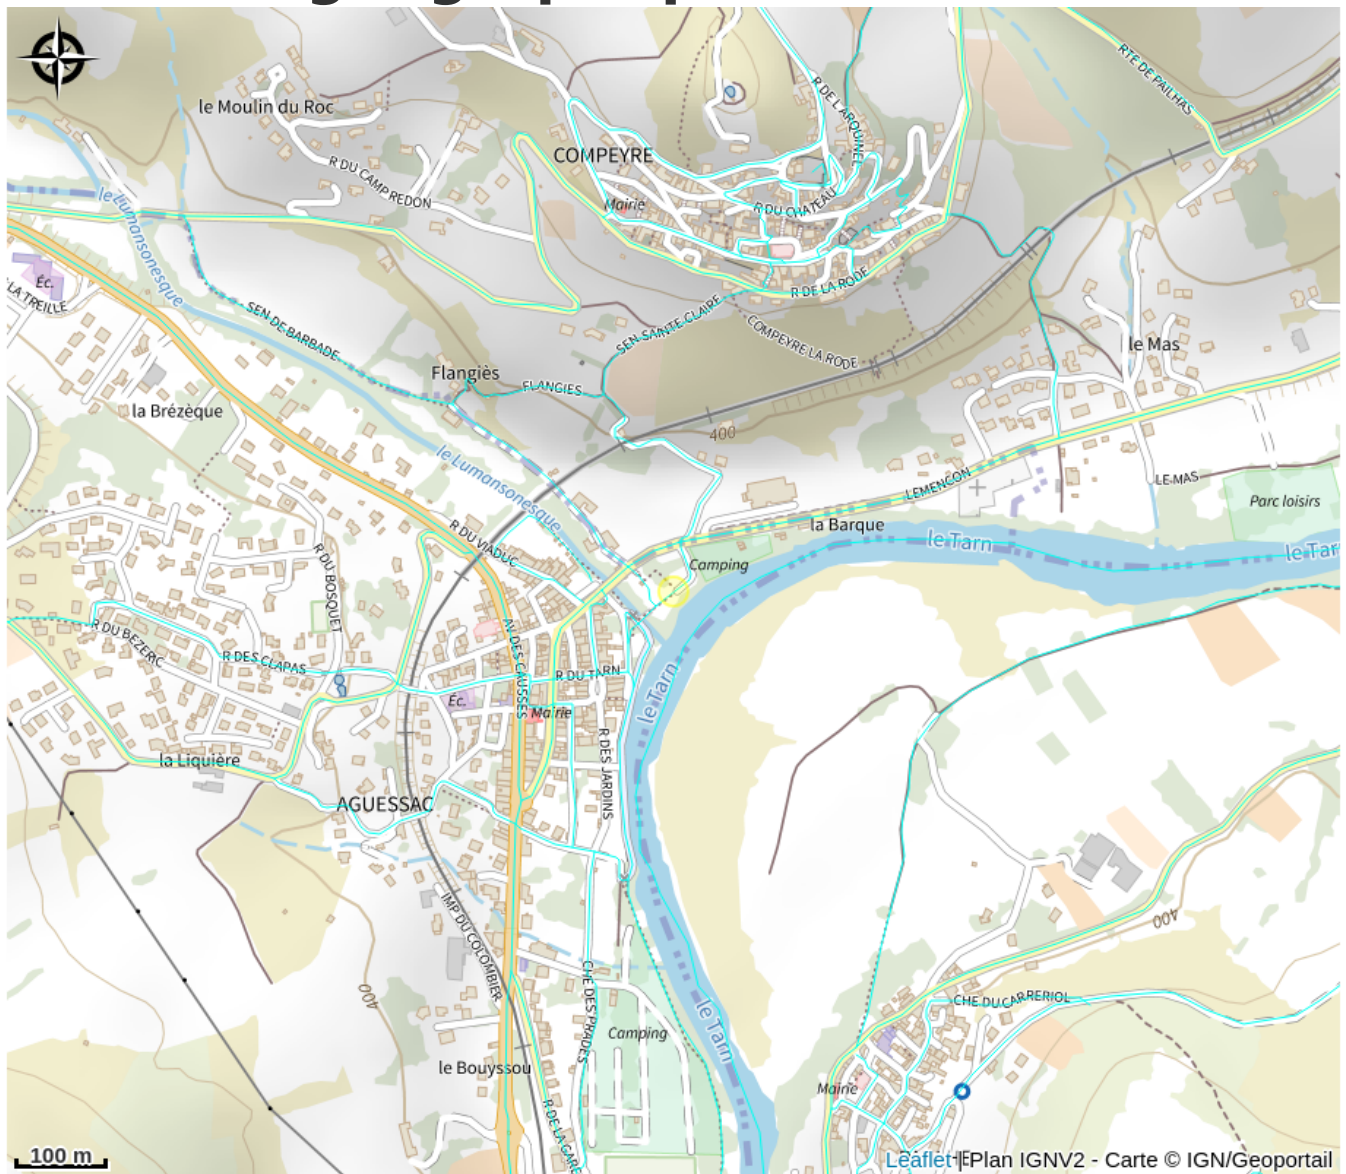 RTE DE PAILHAS
le Moulin du Roc
R DE L'ARQUINEL
COMPEYRE
R DU CAMP REDON
le Lumansonesque
Mairie
R DU CHATEAU
Éc.
LA TREILLE
R DE LA RODE
SEN DE BARBADE
SEN SAINTE CLAIRE
COMPEYRE LA RODE
le Mas
Flangiès
FLANGIES
la Brézèque
400
le Lumansonesque
LEMENCON
LE MAS
Parc loisirs
R DU VIADUC
la Barque
le Tarn
le Tar
Camping
R DU BOSQUET
R DU BEZERC
R DES CLAPAS
AV DES CAUSSES
R DU TARN
le Tarn
Éc.
Mairie
R DES JARDINS
la Liquière
AGUESSAC
IMP DU COLOMBIER
400
400
CHE DES PRADES
CHE DU CARRERIOL
le Tarn
Camping
le Bouyssou
Mairie
R DE LA GARE
100 m
Leaflet | Plan IGNV2 - Carte © IGN/Geoportail